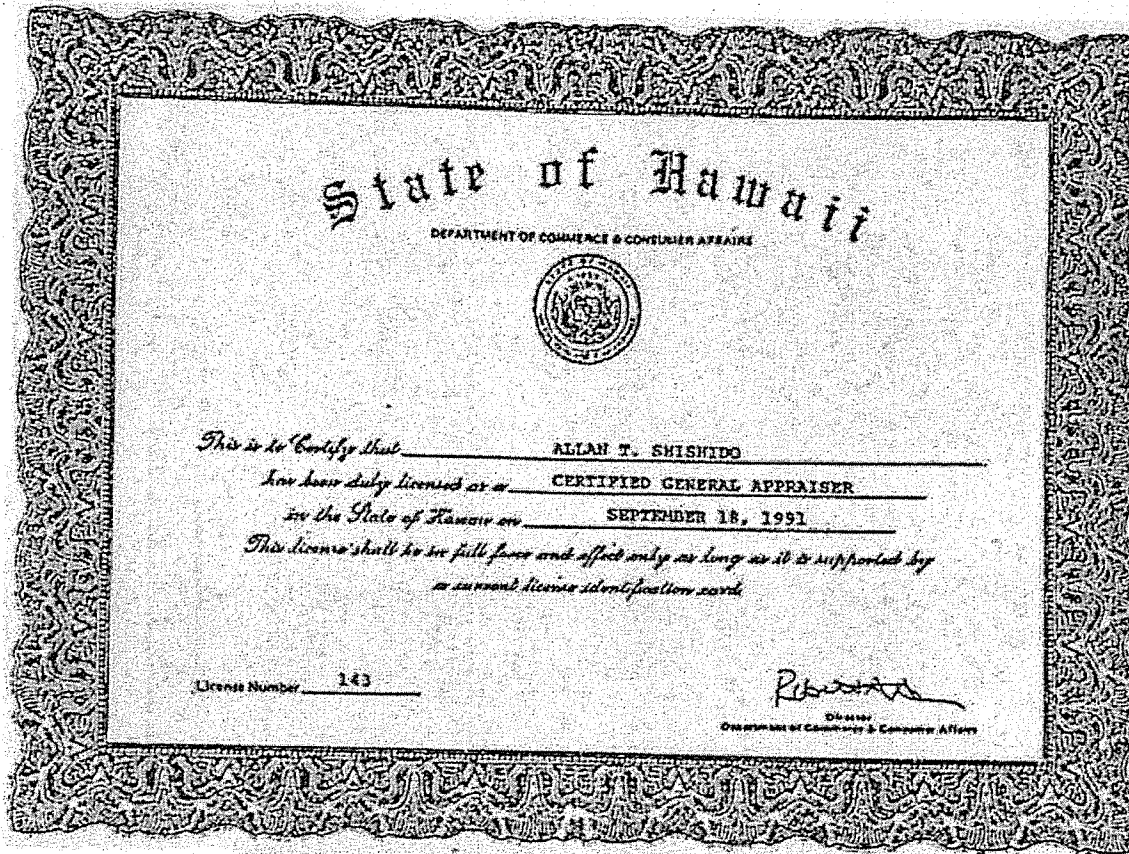 State of Hawaii
DEPARTMENT OF COMMERCE & CONSUMER AFFAIRS
This is to Certify that ALLAN T. SHISHIDO
has been duly licensed as a CERTIFIED GENERAL APPRAISER
in the State of Hawaii on SEPTEMBER 18, 1991
This license shall be in full force and effect only as long as it is supported by
a current license identification card
License Number 143
Director
Department of Commerce & Consumer Affairs